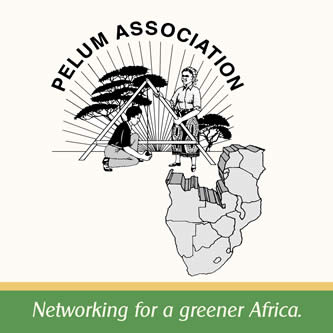 PELUM ASSOCIATION
Networking for a greener Africa.